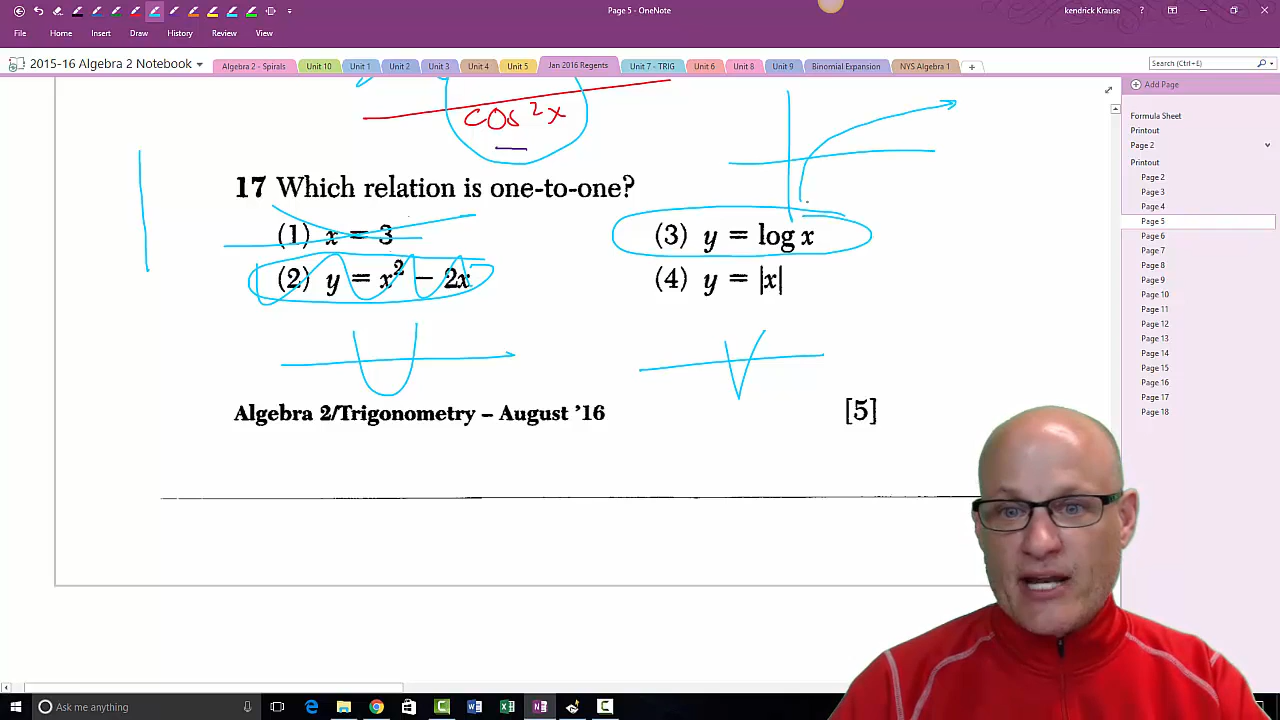 Page 5 - OneNote
kendrick Krause
?
File Home Insert Draw History Review View
2015-16 Algebra 2 Notebook
Algebra 2 - Spirals Unit 10 Unit 1 Unit 2 Unit 3 Unit 4 Unit 5 Jan 2016 Regents Unit 7 - TRIG Unit 6 Unit 8 Unit 9 Binomial Expansion NYS Algebra 1 +
Search (Ctrl+E)
Add Page
Formula Sheet
Printout
Page 2
Printout
Page 2
Page 3
Page 4
Page 5
Page 6
Page 7
Page 8
Page 9
Page 10
Page 11
Page 12
Page 13
Page 14
Page 15
Page 16
Page 17
Page 18
cos²x
17 Which relation is one-to-one?
(1) x = 3
(3) y = log x
(2) y = x² − 2x
(4) y = |x|
Algebra 2/Trigonometry – August '16
[5]
Ask me anything